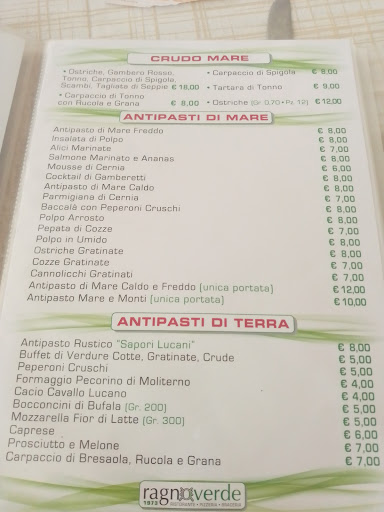 CRUDO MARE
• Ostriche, Gambero Rosso,
Tonno, Carpaccio di Spigola,
Scambi, Tagliate di Seppie € 18,00
• Carpaccio di Tonno
con Rucola e Grana € 8,00
• Carpaccio di Spigola € 8,00
• Tartara di Tonno € 9,00
• Ostriche (Gr. 0,70 • Pz. 12) € 12,00
ANTIPASTI DI MARE
Antipasto di Mare Freddo € 8,00
Insalata di Polpo € 8,00
Alici Marinate € 7,00
Salmone Marinato e Ananas € 8,00
Mousse di Cernia € 6,00
Cocktail di Gamberetti € 8,00
Antipasto di Mare Caldo € 8,00
Parmigiana di Cernia € 7,00
Baccalà con Peperoni Cruschi € 8,00
Polpo Arrosto € 8,00
Pepata di Cozze € 7,00
Polpo in Umido € 8,00
Ostriche Gratinate € 8,00
Cozze Gratinate € 7,00
Cannolicchi Gratinati € 7,00
Antipasto di Mare Caldo e Freddo (unica portata) € 12,00
Antipasto Mare e Monti (unica portata) € 10,00
ANTIPASTI DI TERRA
Antipasto Rustico "Sapori Lucani" € 8,00
Buffet di Verdure Cotte, Gratinate, Crude € 5,00
Peperoni Cruschi € 5,00
Formaggio Pecorino di Moliterno € 4,00
Cacio Cavallo Lucano € 4,00
Bocconcini di Bufala (Gr. 200) € 5,00
Mozzarella Fior di Latte (Gr. 300) € 5,00
Caprese € 6,00
Prosciutto e Melone € 7,00
Carpaccio di Bresaola, Rucola e Grana € 7,00
ragnoverde
1973 RISTORANTE • PIZZERIA • BRACERIA